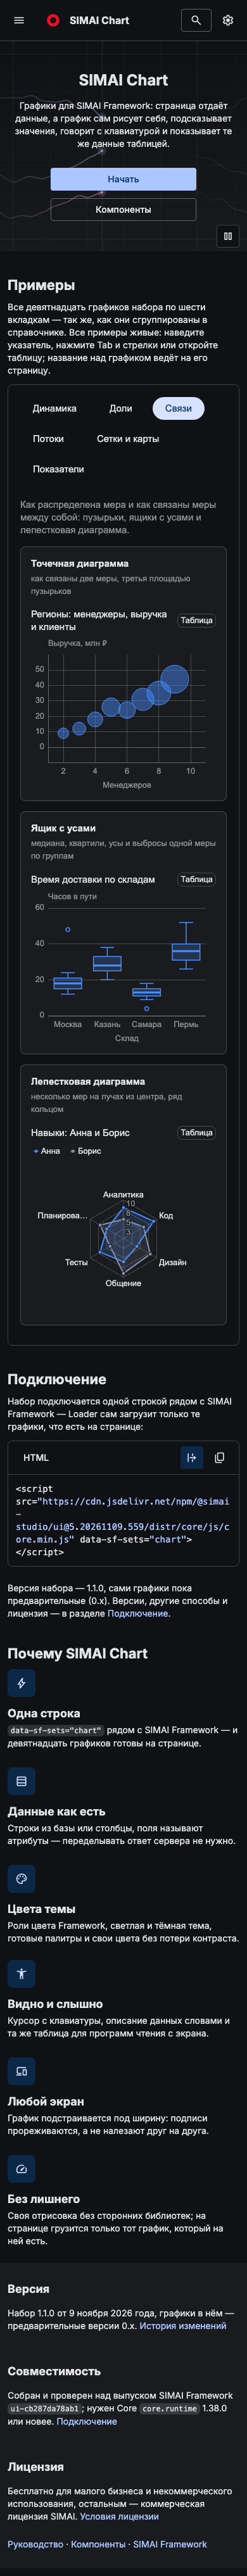 SIMAI Chart
SIMAI Chart
Графики для SIMAI Framework: страница отдаёт
данные, а график сам рисует себя, подсказывает
значения, говорит с клавиатурой и показывает те
же данные таблицей.
Начать
Компоненты
Примеры
Все девятнадцать графиков набора по шести
вкладкам — так же, как они сгруппированы в
справочнике. Все примеры живые: наведите
указатель, нажмите Tab и стрелки или откройте
таблицу; название над графиком ведёт на его
страницу.
Динамика
Доли
Связи
Потоки
Сетки и карты
Показатели
Как распределена мера и как связаны меры
между собой: пузырьки, ящики с усами и
лепестковая диаграмма.
Точечная диаграмма
как связаны две меры, третья площадью
пузырьков
Регионы: менеджеры, выручка
и клиенты
Таблица
Выручка, млн ₽
50
40
30
20
10
0
2 4 6 8 10
Менеджеров
Ящик с усами
медиана, квартили, усы и выбросы одной меры
по группам
Время доставки по складам
Таблица
Часов в пути
60
40
20
0
Москва Казань Самара Пермь
Склад
Лепестковая диаграмма
несколько мер на лучах из центра, ряд
кольцом
Навыки: Анна и Борис
Таблица
Анна Борис
Аналитика
10
8
5
3
Планирова…
Код
Тесты
Дизайн
Общение
Подключение
Набор подключается одной строкой рядом с SIMAI
Framework — Loader сам загрузит только те
графики, что есть на странице:
HTML
<script
src="https://cdn.jsdelivr.net/npm/@simai
-
studio/ui@5.20261109.559/distr/core/js/c
ore.min.js" data-sf-sets="chart">
</script>
Версия набора — 1.1.0, сами графики пока
предварительные (0.x). Версии, другие способы и
лицензия — в разделе Подключение.
Почему SIMAI Chart
Одна строка
data-sf-sets="chart" рядом с SIMAI Framework — и
девятнадцать графиков готовы на странице.
Данные как есть
Строки из базы или столбцы, поля называют
атрибуты — переделывать ответ сервера не нужно.
Цвета темы
Роли цвета Framework, светлая и тёмная тема,
готовые палитры и свои цвета без потери контраста.
Видно и слышно
Курсор с клавиатуры, описание данных словами и
та же таблица для программ чтения с экрана.
Любой экран
График подстраивается под ширину: подписи
прореживаются, а не налезают друг на друга.
Без лишнего
Своя отрисовка без сторонних библиотек; на
странице грузится только тот график, который на
ней есть.
Версия
Набор 1.1.0 от 9 ноября 2026 года, графики в нём —
предварительные версии 0.x. История изменений
Совместимость
Собран и проверен над выпуском SIMAI Framework
ui-cb287da78ab1; нужен Core core.runtime 1.38.0
или новее. Подключение
Лицензия
Бесплатно для малого бизнеса и некоммерческого
использования, остальным — коммерческая
лицензия SIMAI. Условия лицензии
Руководство · Компоненты · SIMAI Framework